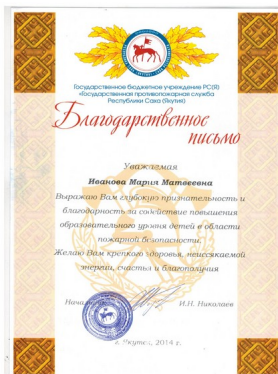 Государственное бюджетное учреждение РС(Я)
«Государственная противопожарная служба
Республики Саха (Якутия)
Благодарственное
письмо
Уважаемая
Иванова Мария Матвеевна
Выражаю Вам глубокую признательность и
благодарность за содействие повышения
образовательного уровня детей в области
пожарной безопасности.
Желаю Вам крепкого здоровья, неиссякаемой
энергии, счастья и благополучия
И.Н. Николаев
г. Якутск, 2014 г.